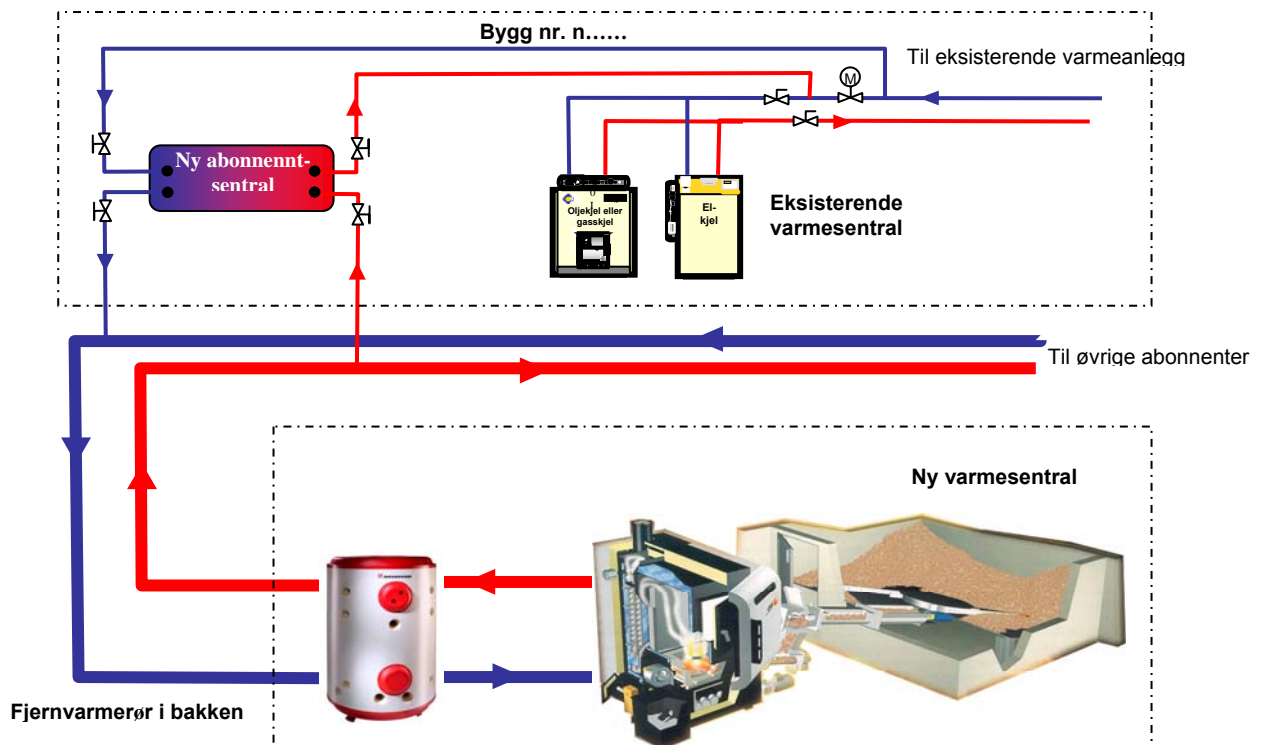 Bygg nr. n……
Til eksisterende varmeanlegg
M
Ny abonnennt-
sentral
Oljekjel eller
gasskjel
El-
kjel
Eksisterende
varmesentral
Til øvrige abonnenter
Ny varmesentral
Fjernvarmerør i bakken